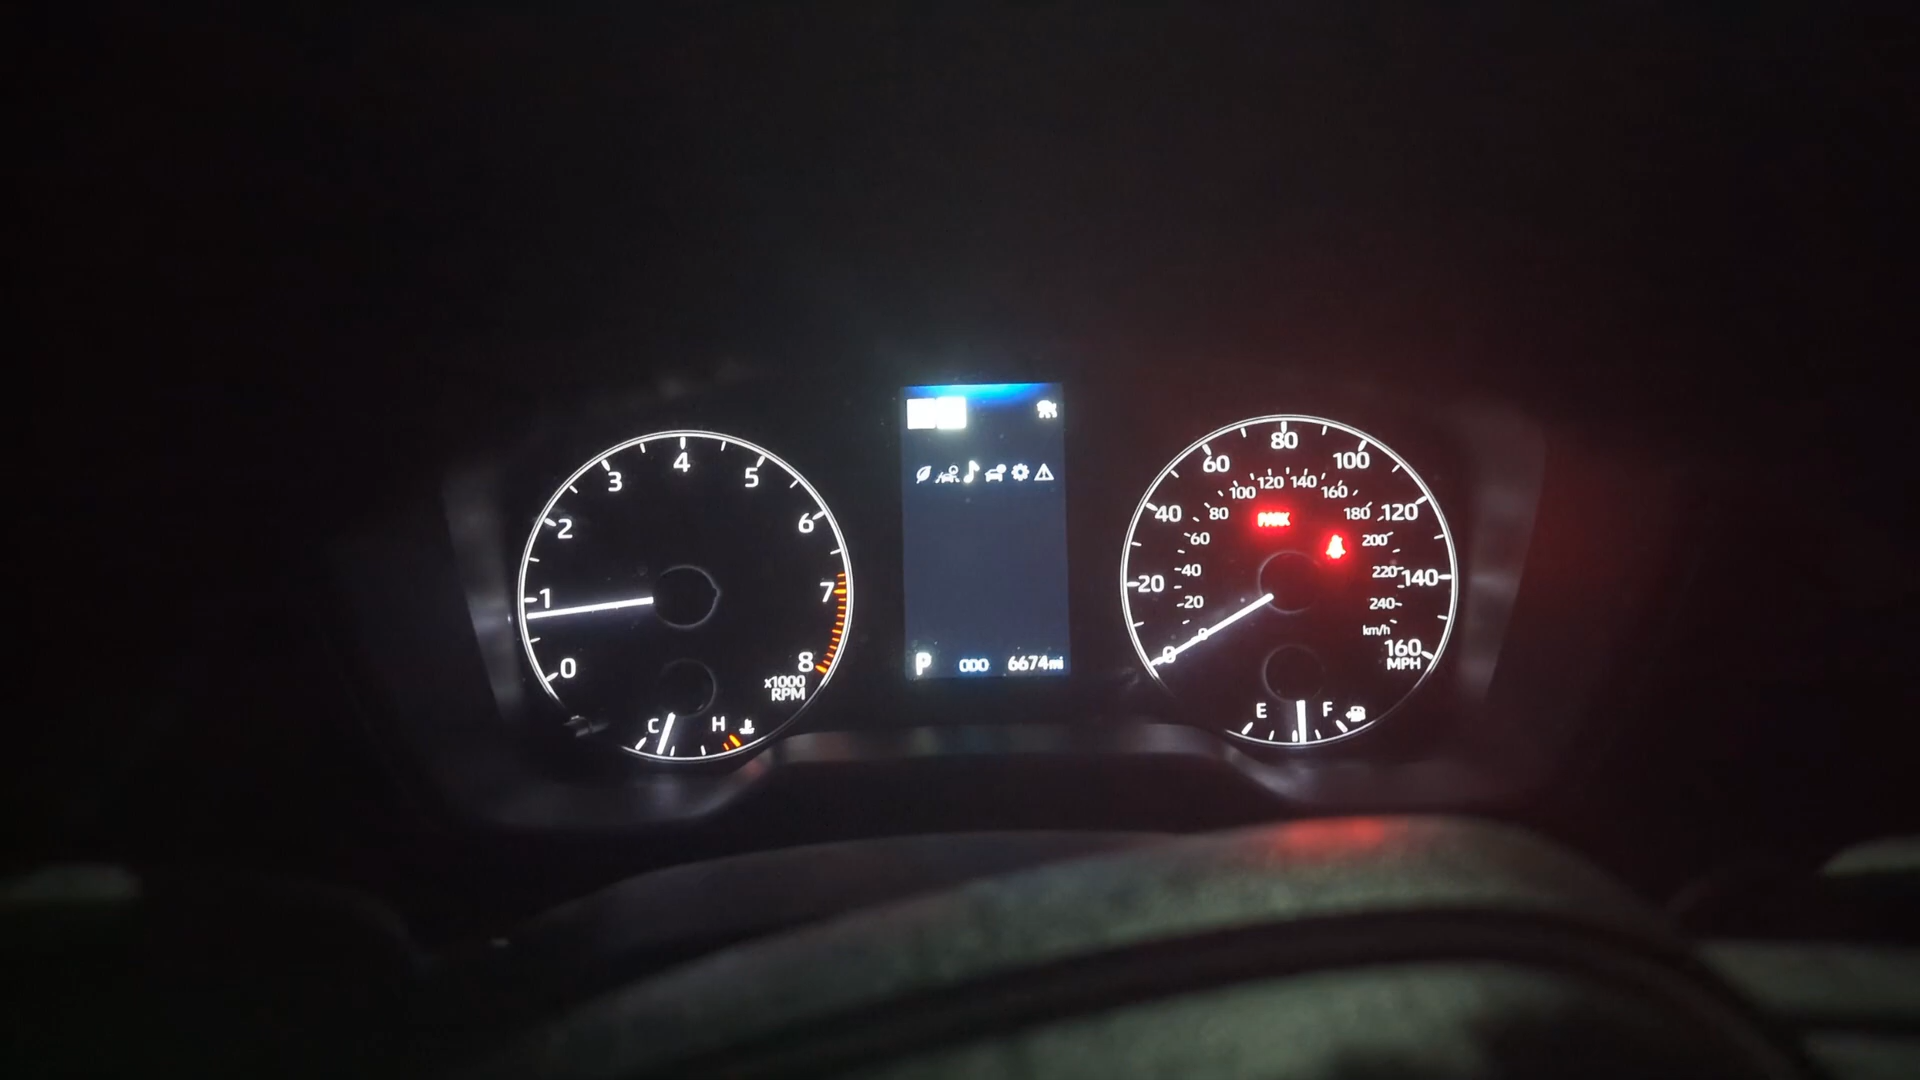 0 1 2 3 4 5 6 7 8
x1000
RPM
C H
P 000 6674mi
0 20 40 60 80 100 120 140 160
MPH
0 20 40 60 80 100 120 140 160 180 200 220 240
km/h
PARK
E F